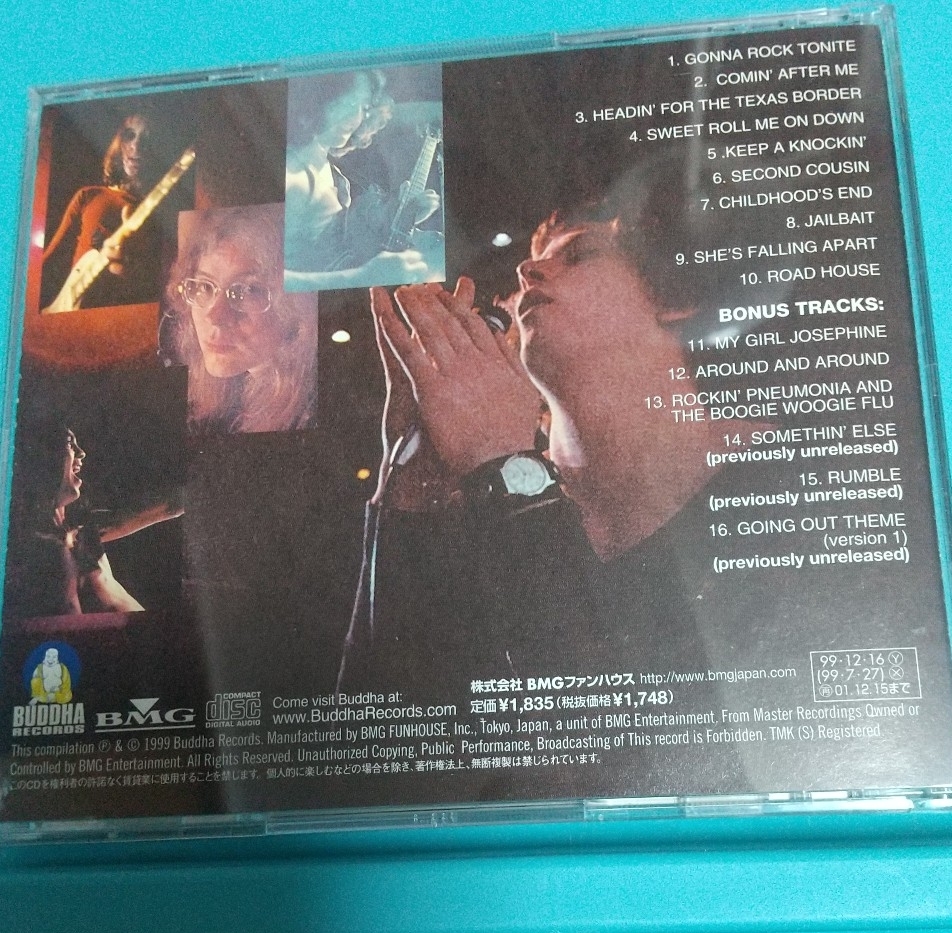 1. GONNA ROCK TONITE
2. COMIN' AFTER ME
3. HEADIN' FOR THE TEXAS BORDER
4. SWEET ROLL ME ON DOWN
5 .KEEP A KNOCKIN'
6. SECOND COUSIN
7. CHILDHOOD'S END
8. JAILBAIT
9. SHE'S FALLING APART
10. ROAD HOUSE
BONUS TRACKS:
11. MY GIRL JOSEPHINE
12. AROUND AND AROUND
13. ROCKIN' PNEUMONIA AND
THE BOOGIE WOOGIE FLU
14. SOMETHIN' ELSE
(previously unreleased)
15. RUMBLE
(previously unreleased)
16. GOING OUT THEME
(version 1)
(previously unreleased)
BUDDHA
RECORDS
BMG
COMPACT
disc
DIGITAL AUDIO
Come visit Buddha at:
www.BuddhaRecords.com
株式会社 BMGファンハウス http://www.bmgjapan.com
定価¥1,835(税抜価格¥1,748)
99・12・16Ⓨ
(99・7・27)Ⓧ
再01.12.15まで
This compilation Ⓟ & © 1999 Buddha Records. Manufactured by BMG FUNHOUSE, Inc., Tokyo, Japan, a unit of BMG Entertainment, From Master Recordings Owned or
Controlled by BMG Entertainment. All Rights Reserved. Unauthorized Copying, Public Performance, Broadcasting of This record is Forbidden. TMK (S) Registered
このCDを権利者の許諾なく賃貸業に使用することを禁じます。個人的に楽しむなどの場合を除き、著作権法上、無断複製は禁じられています。